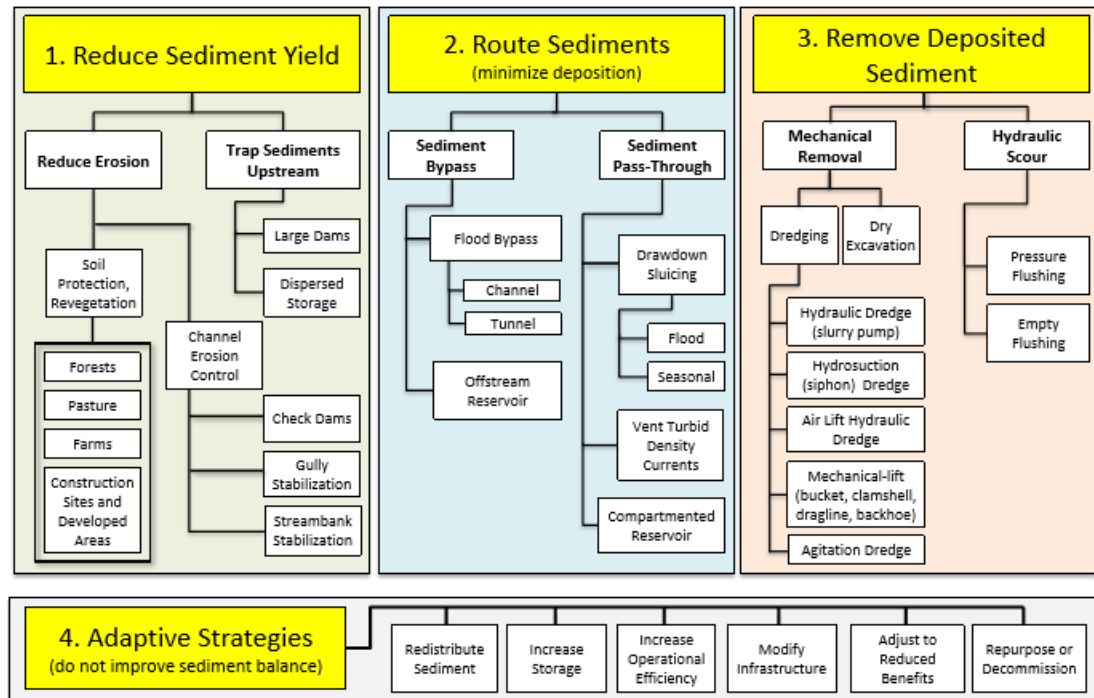 1. Reduce Sediment Yield
Reduce Erosion
Trap Sediments
Upstream
Large Dams
Dispersed
Storage
Soil
Protection,
Revegetation
Forests
Pasture
Farms
Construction
Sites and
Developed
Areas
Channel
Erosion
Control
Check Dams
Gully
Stabilization
Streambank
Stabilization
2. Route Sediments
(minimize deposition)
Sediment
Bypass
Flood Bypass
Channel
Tunnel
Offstream
Reservoir
Sediment
Pass-Through
Drawdown
Sluicing
Flood
Seasonal
Vent Turbid
Density
Currents
Compartmented
Reservoir
3. Remove Deposited
Sediment
Mechanical
Removal
Dredging
Dry
Excavation
Hydraulic Dredge
(slurry pump)
Hydrosuction
(siphon) Dredge
Air Lift Hydraulic
Dredge
Mechanical-lift
(bucket, clamshell,
dragline, backhoe)
Agitation Dredge
Hydraulic
Scour
Pressure
Flushing
Empty
Flushing
4. Adaptive Strategies
(do not improve sediment balance)
Redistribute
Sediment
Increase
Storage
Increase
Operational
Efficiency
Modify
Infrastructure
Adjust to
Reduced
Benefits
Repurpose or
Decommission